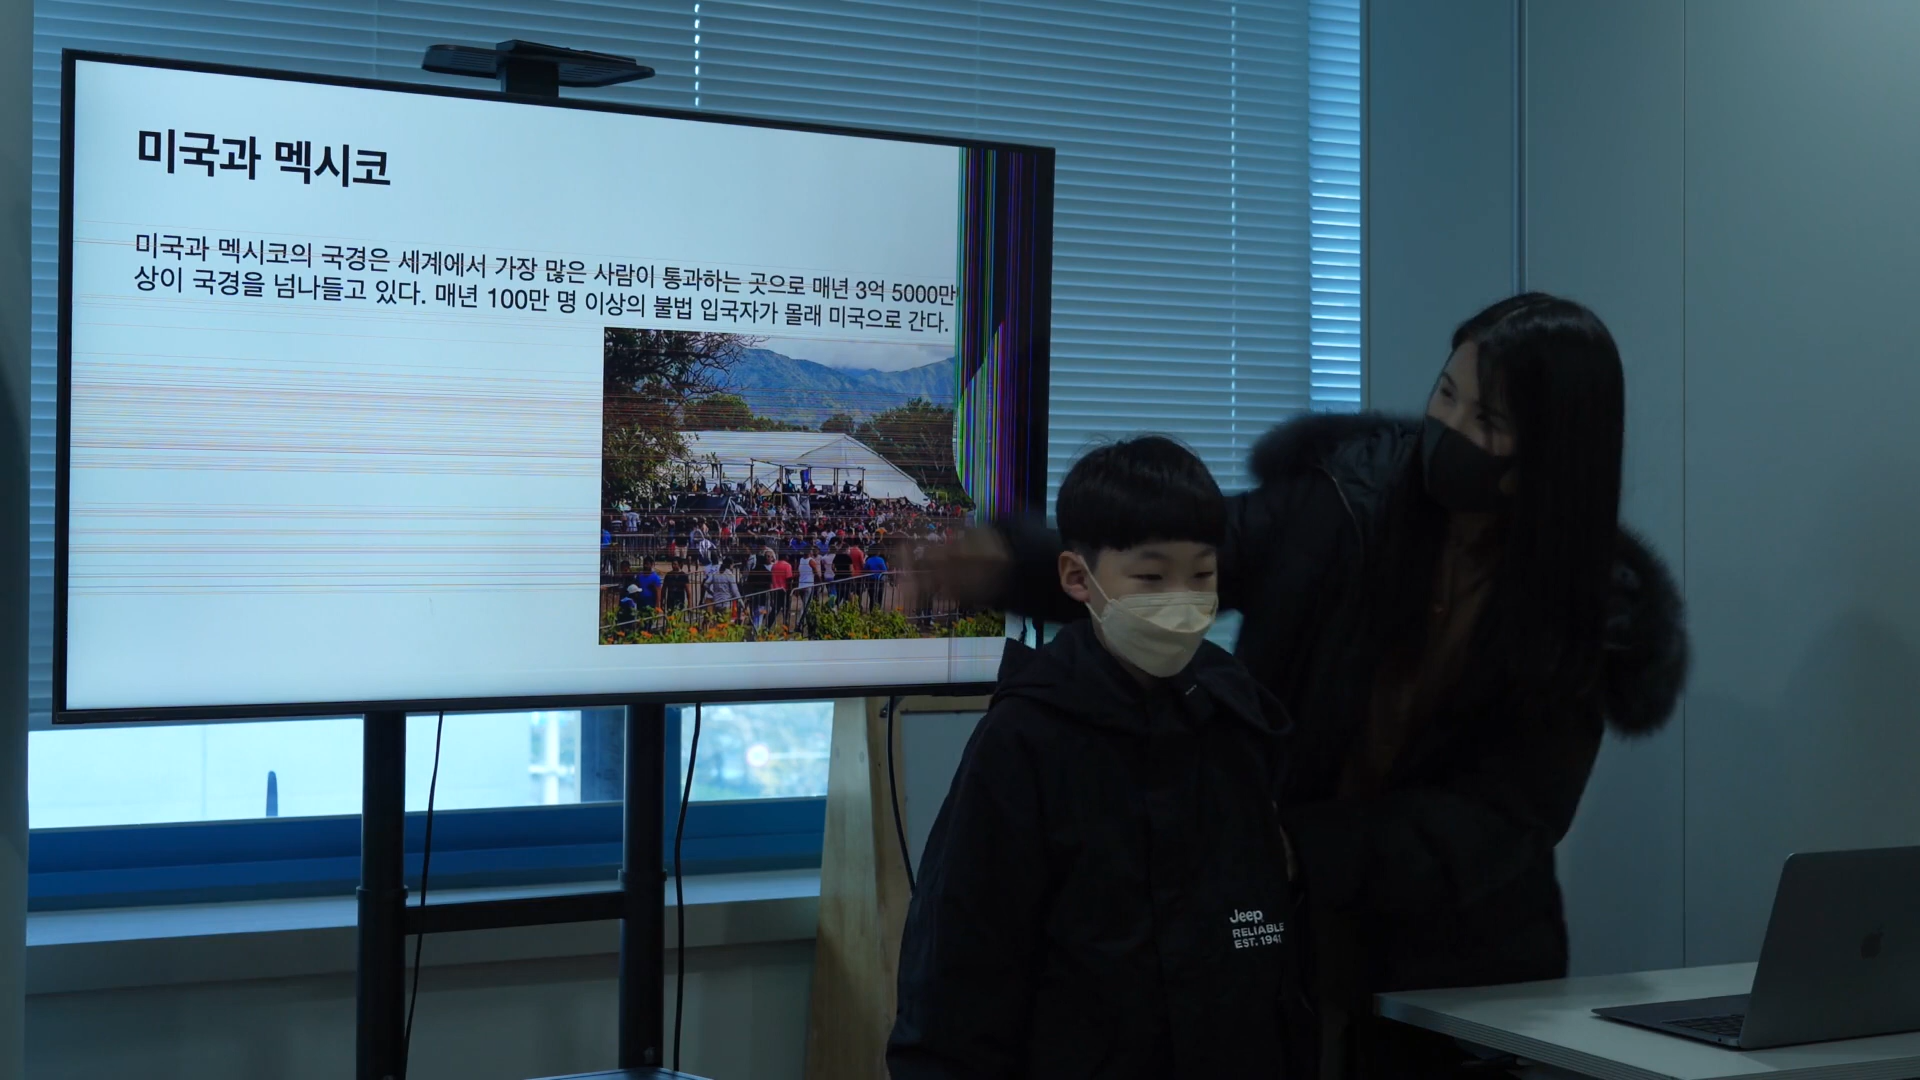 미국과 멕시코
미국과 멕시코의 국경은 세계에서 가장 많은 사람이 통과하는 곳으로 매년 3억 5000만
상이 국경을 넘나들고 있다. 매년 100만 명 이상의 불법 입국자가 몰래 미국으로 간다.
Jeep
RELIABLE
EST. 1941